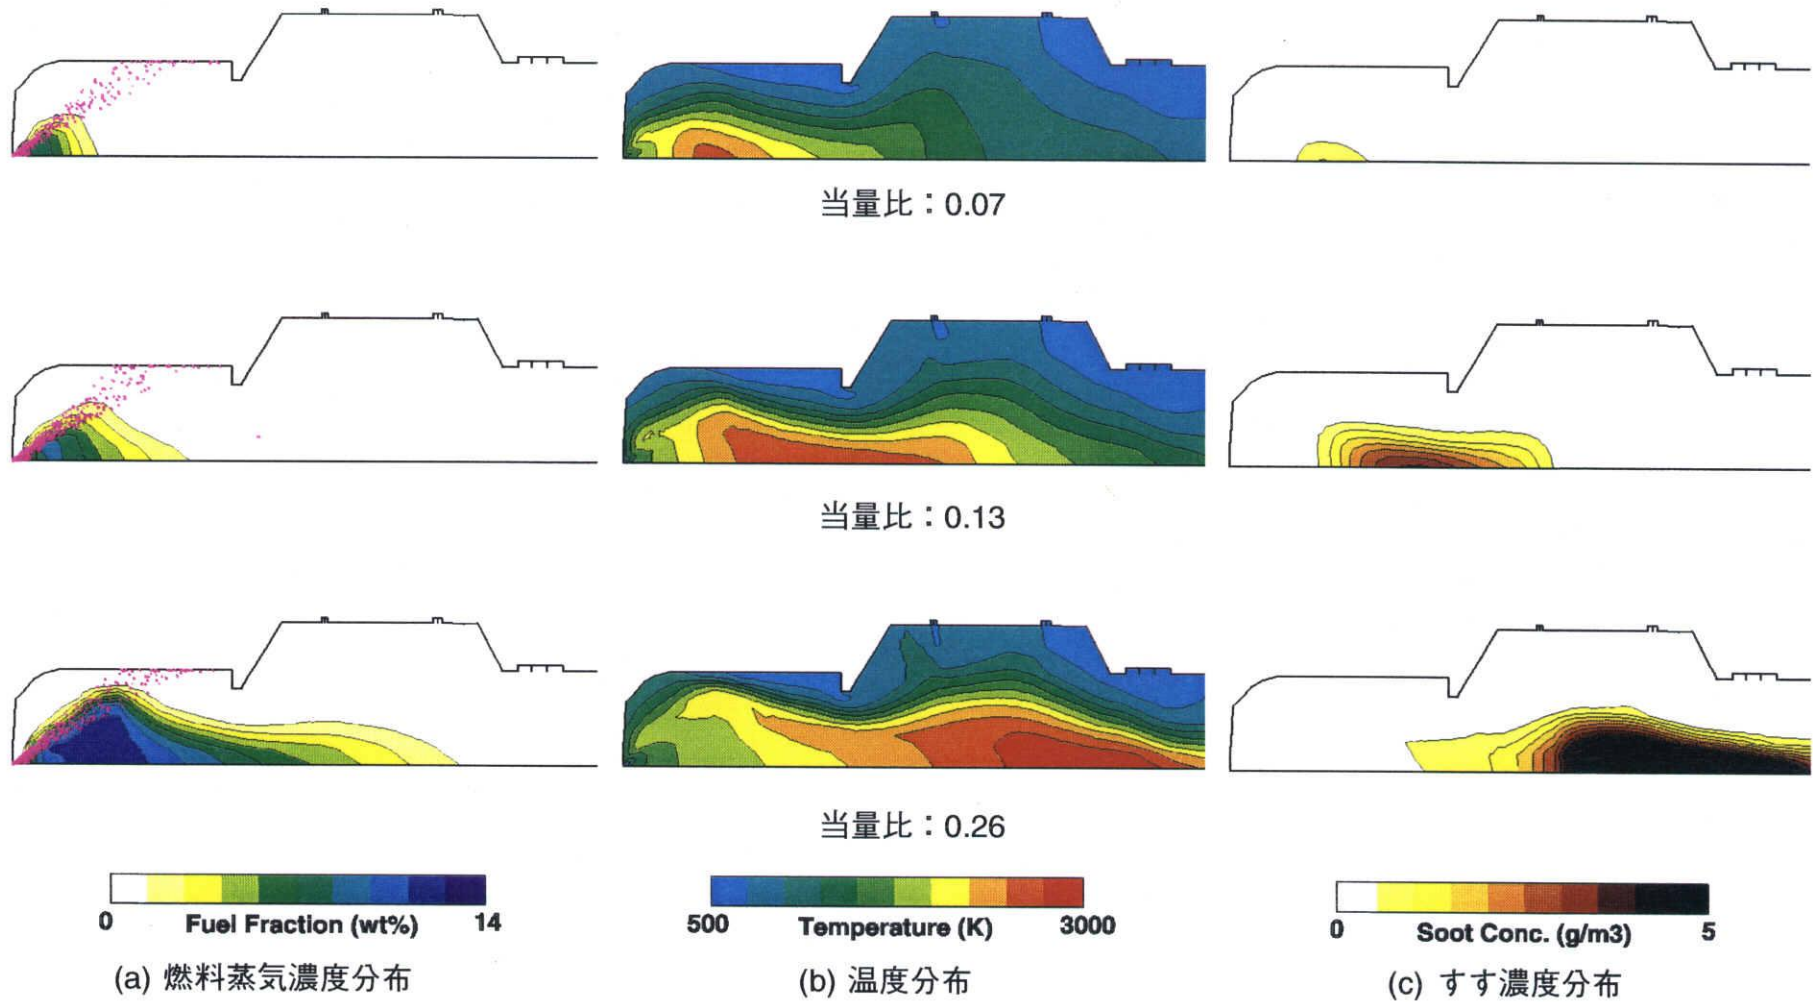 当量比：0.07
当量比：0.13
当量比：0.26
0 Fuel Fraction (wt%) 14
500 Temperature (K) 3000
0 Soot Conc. (g/m3) 5
(a) 燃料蒸気濃度分布
(b) 温度分布
(c) すす濃度分布